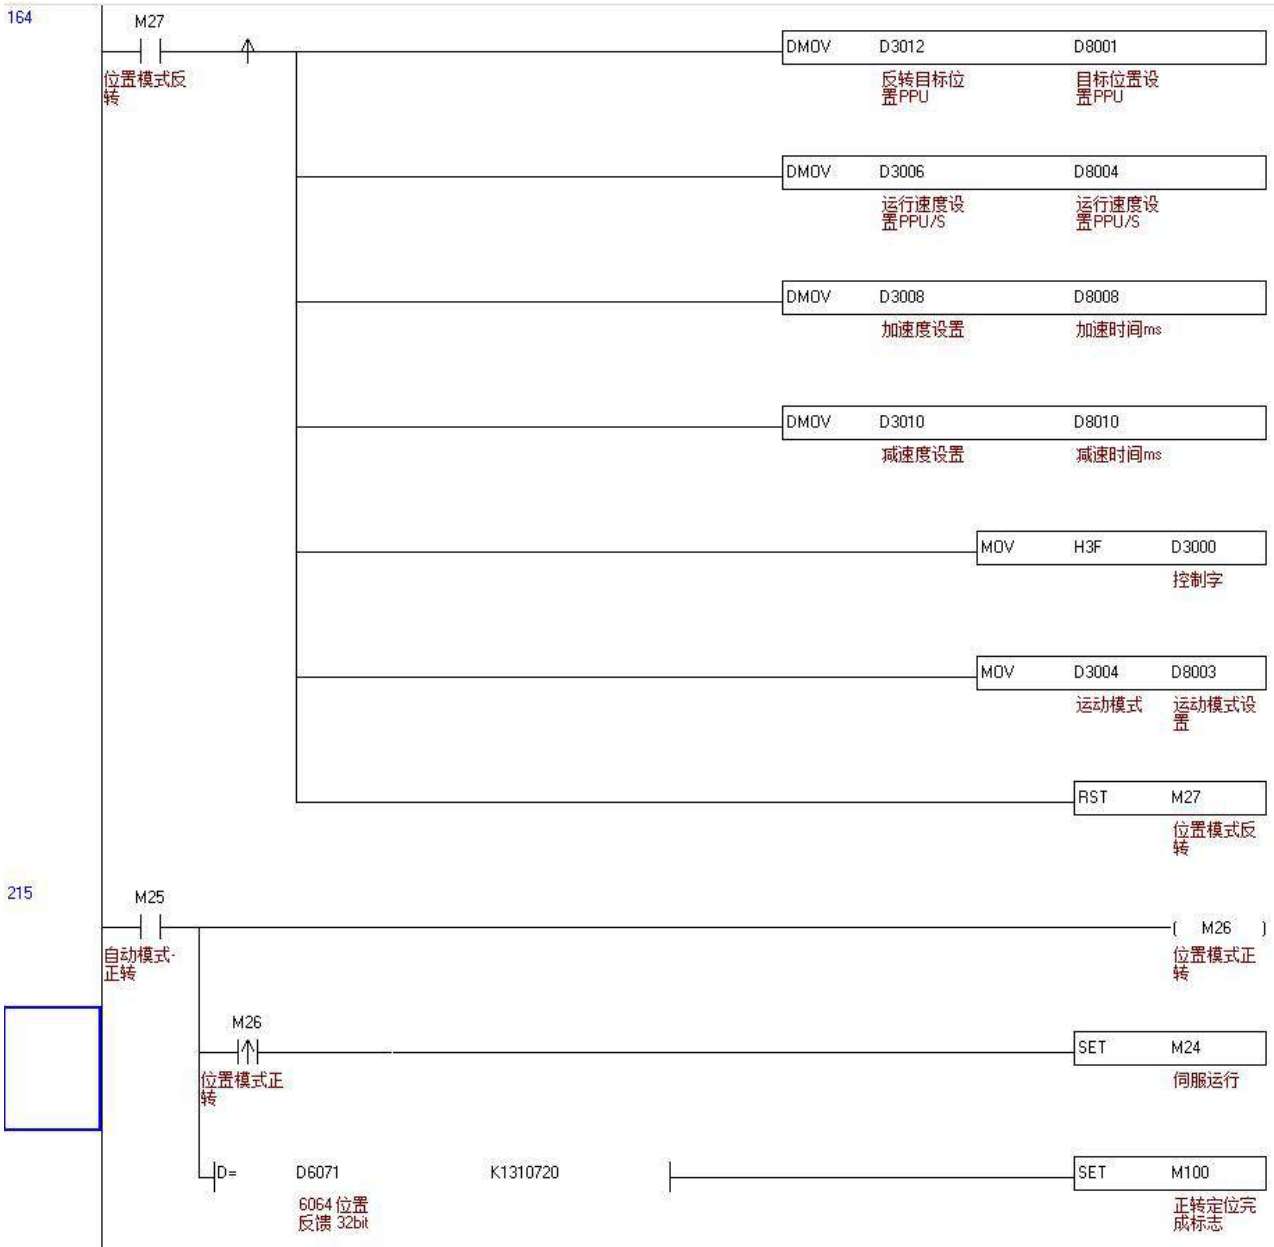 164
M27
位置模式反
转
DMOV D3012 D8001
反转目标位
置PPU
目标位置设
置PPU
DMOV D3006 D8004
运行速度设
置PPU/S
运行速度设
置PPU/S
DMOV D3008 D8008
加速度设置 加速时间ms
DMOV D3010 D8010
减速度设置 减速时间ms
MOV H3F D3000
控制字
MOV D3004 D8003
运动模式
运动模式设
置
RST M27
位置模式反
转
215
M25
自动模式-
正转
( M26 )
位置模式正
转
M26
位置模式正
转
SET M24
伺服运行
D= D6071 K1310720
6064 位置
反馈 32bit
SET M100
正转定位完
成标志